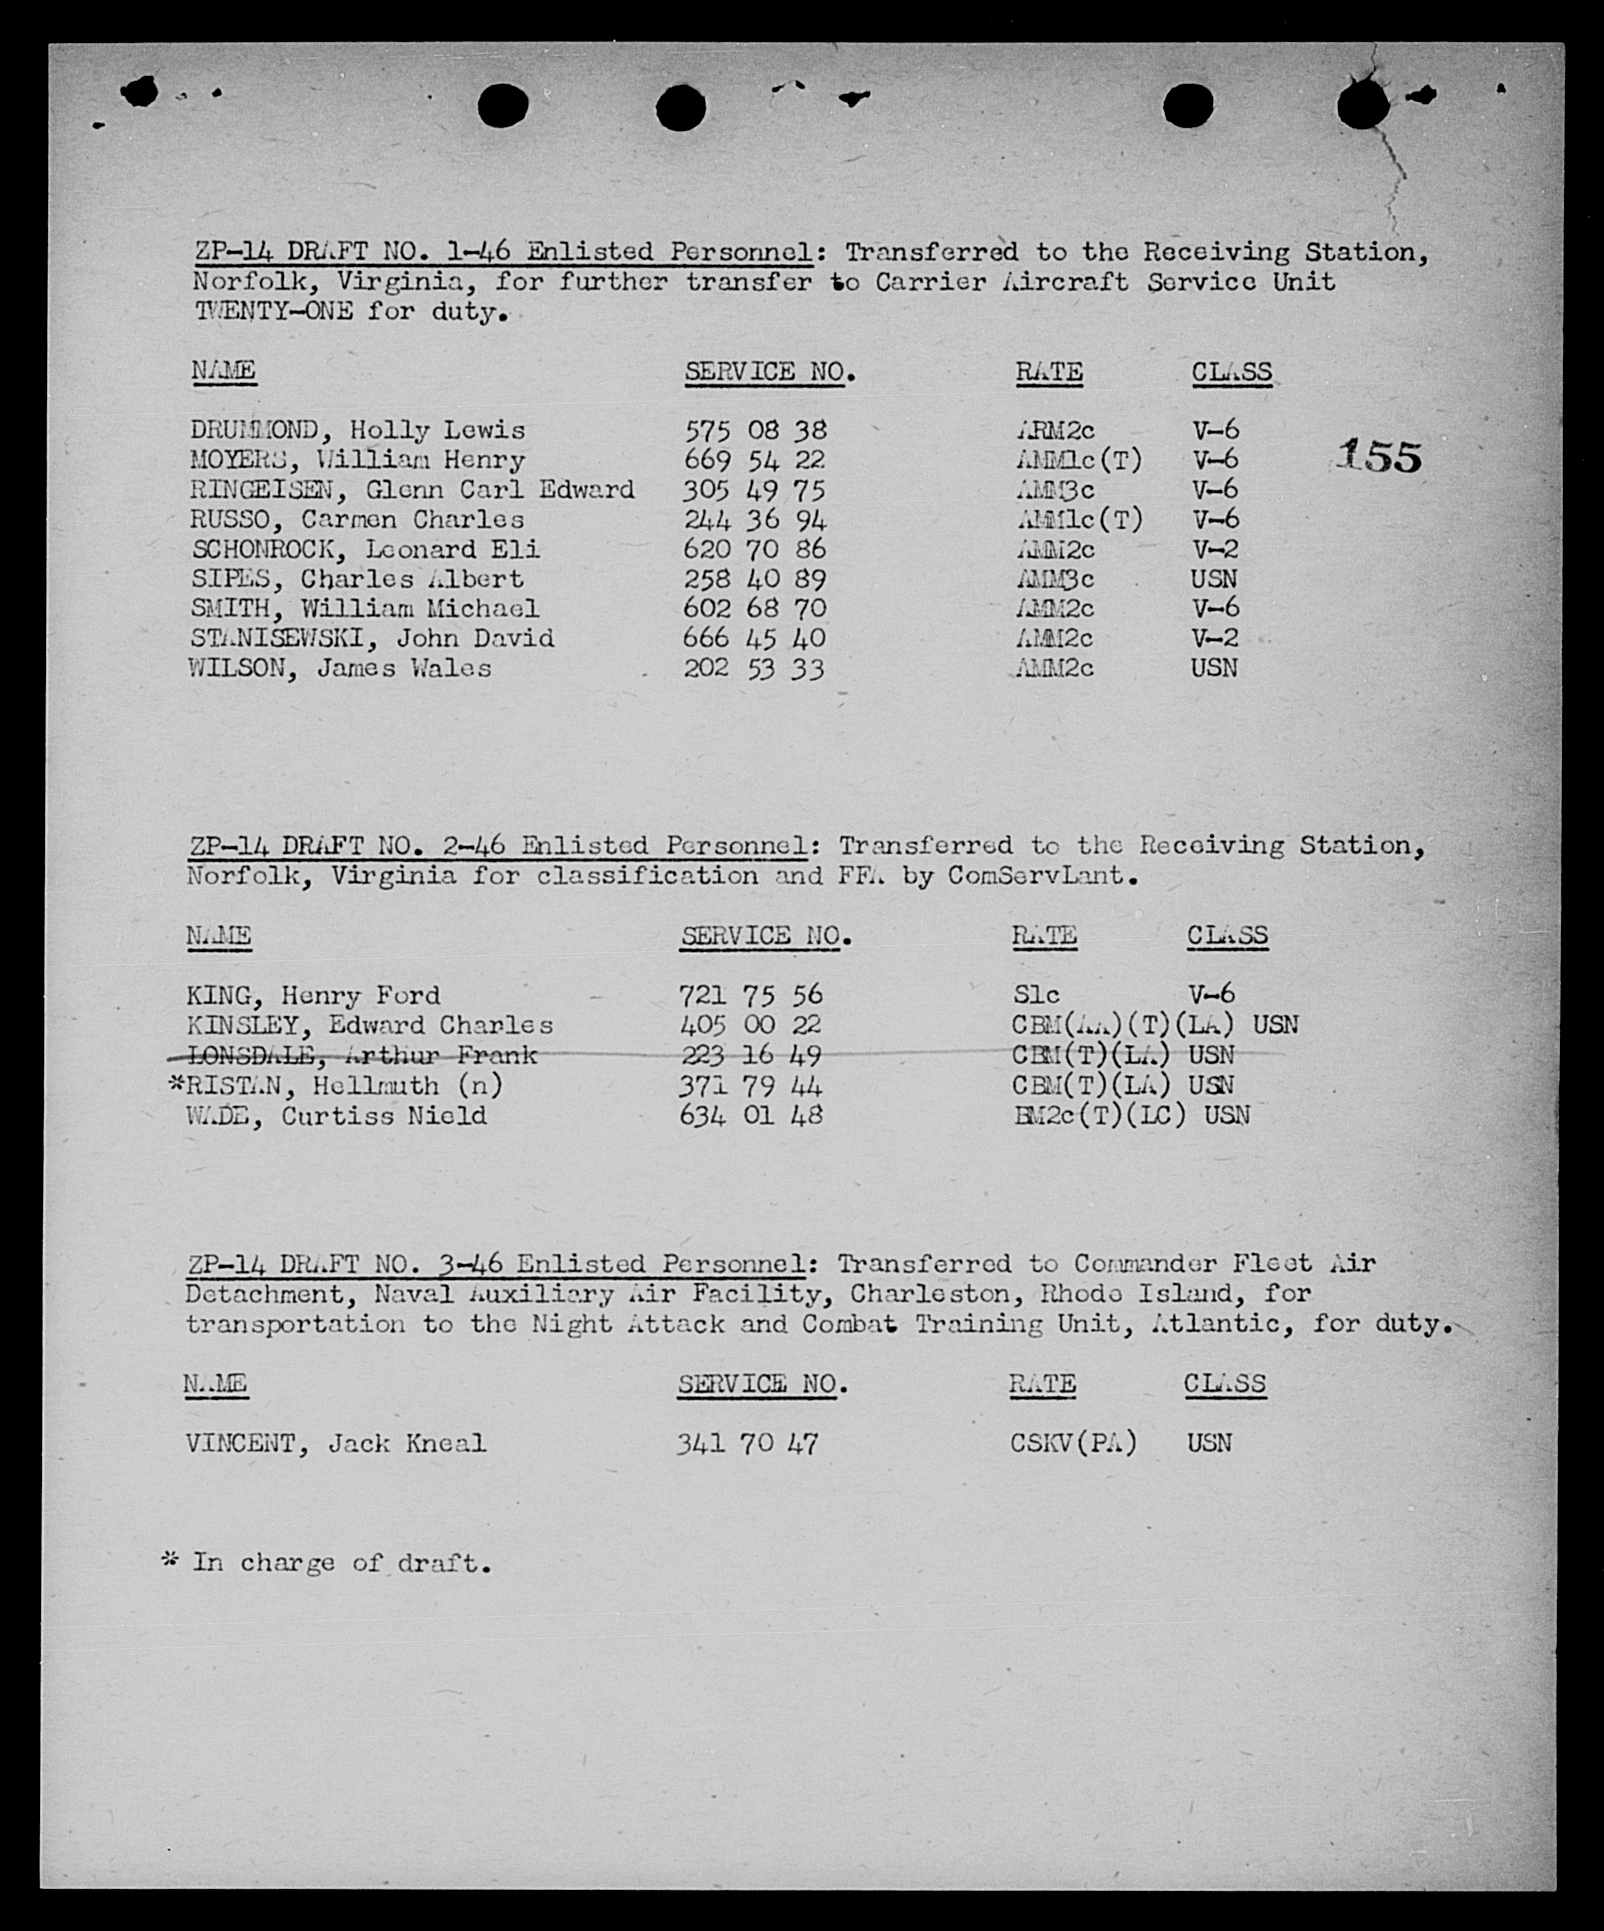 ZP-14 DRAFT NO. 1-46 Enlisted Personnel: Transferred to the Receiving Station,
Norfolk, Virginia, for further transfer to Carrier Aircraft Service Unit
TWENTY-ONE for duty.
NAME SERVICE NO. RATE CLASS
DRUMMOND, Holly Lewis 575 08 38 ARM2c V-6
MOYERS, William Henry 669 54 22 AMM1c(T) V-6
155
RINGEISEN, Glenn Carl Edward 305 49 75 AMM3c V-6
RUSSO, Carmen Charles 244 36 94 AMM1c(T) V-6
SCHONROCK, Leonard Eli 620 70 86 AMM2c V-2
SIPES, Charles Albert 258 40 89 AMM3c USN
SMITH, William Michael 602 68 70 AMM2c V-6
STANISEWSKI, John David 666 45 40 AMM2c V-2
WILSON, James Wales 202 53 33 AMM2c USN
ZP-14 DRAFT NO. 2-46 Enlisted Personnel: Transferred to the Receiving Station,
Norfolk, Virginia for classification and FFA by ComServLant.
NAME SERVICE NO. RATE CLASS
KING, Henry Ford 721 75 56 S1c V-6
KINSLEY, Edward Charles 405 00 22 CBM(AA)(T)(LA) USN
LONSDALE, Arthur Frank 223 16 49 CBM(T)(LA) USN
*RISTAN, Hellmuth (n) 371 79 44 CBM(T)(LA) USN
WADE, Curtiss Nield 634 01 48 BM2c(T)(LC) USN
ZP-14 DRAFT NO. 3-46 Enlisted Personnel: Transferred to Commander Fleet Air
Detachment, Naval Auxiliary Air Facility, Charleston, Rhode Island, for
transportation to the Night Attack and Combat Training Unit, Atlantic, for duty.
NAME SERVICE NO. RATE CLASS
VINCENT, Jack Kneal 341 70 47 CSKV(PA) USN
* In charge of draft.